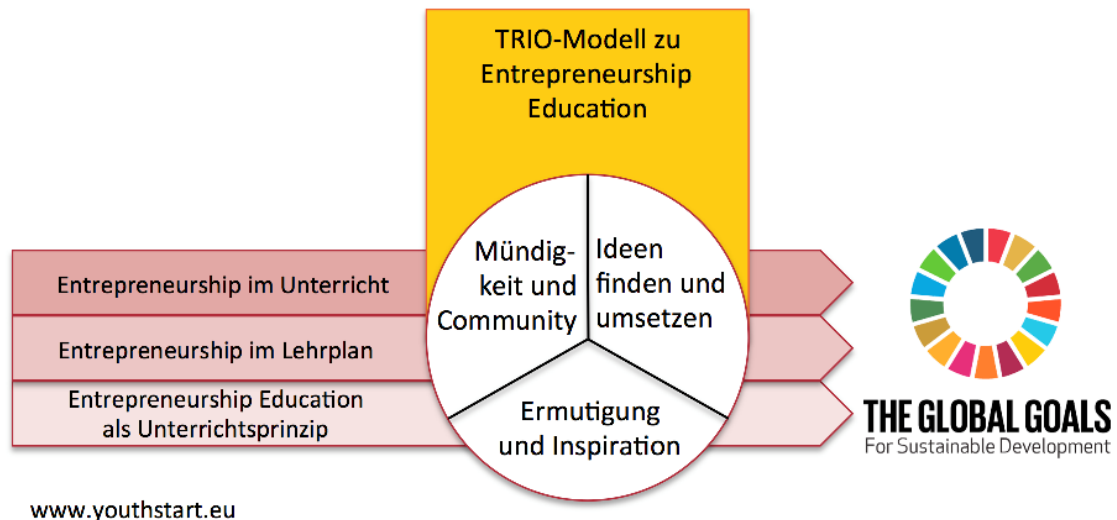 TRIO-Modell zu
Entrepreneurship
Education
Mündig-
keit und
Community
Ideen
finden und
umsetzen
Ermutigung
und Inspiration
Entrepreneurship im Unterricht
Entrepreneurship im Lehrplan
Entrepreneurship Education
als Unterrichtsprinzip
THE GLOBAL GOALS
For Sustainable Development
www.youthstart.eu